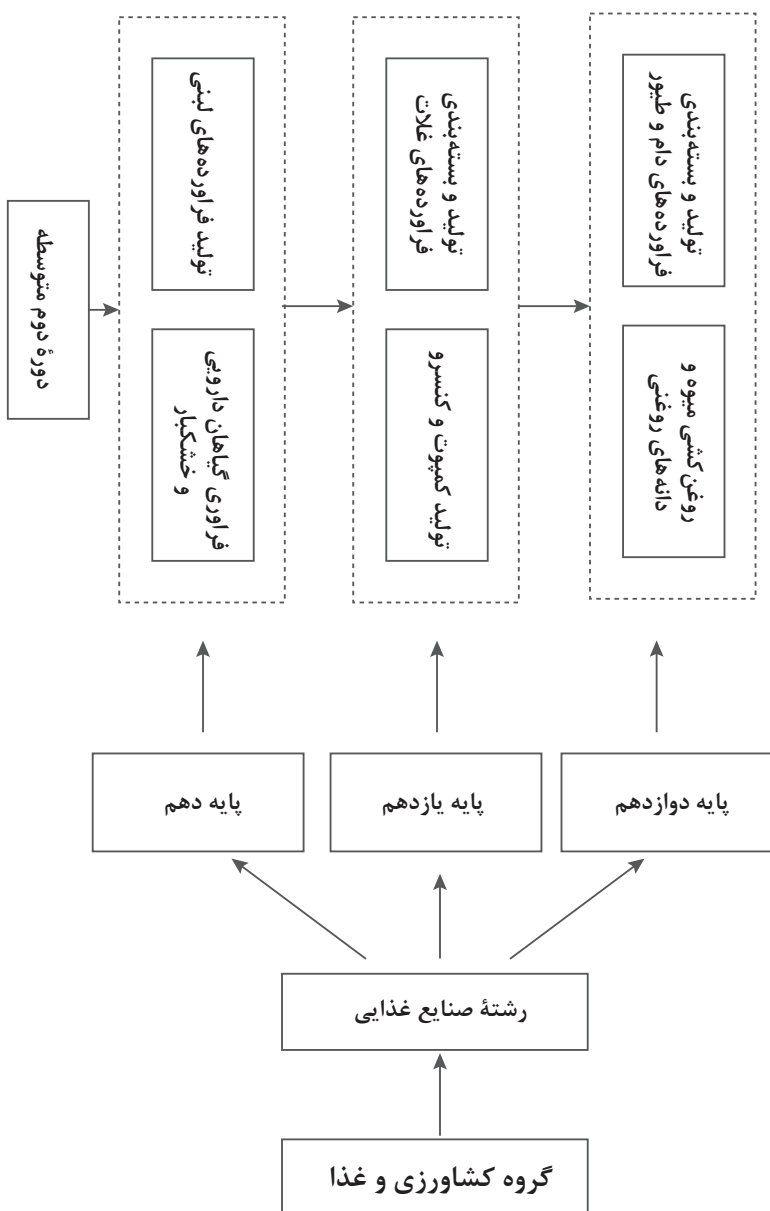 تولید فراورده‌های لبنی
فراوری گیاهان دارویی
و خشکبار
تولید و بسته‌بندی
فراورده‌های غلات
تولید کمپوت و کنسرو
تولید و بسته‌بندی
فراورده‌های دام و طیور
روغن‌کشی میوه و
دانه‌های روغنی
دورهٔ دوم متوسطه
پایه دهم
پایه یازدهم
پایه دوازدهم
رشتهٔ صنایع غذایی
گروه کشاورزی و غذا